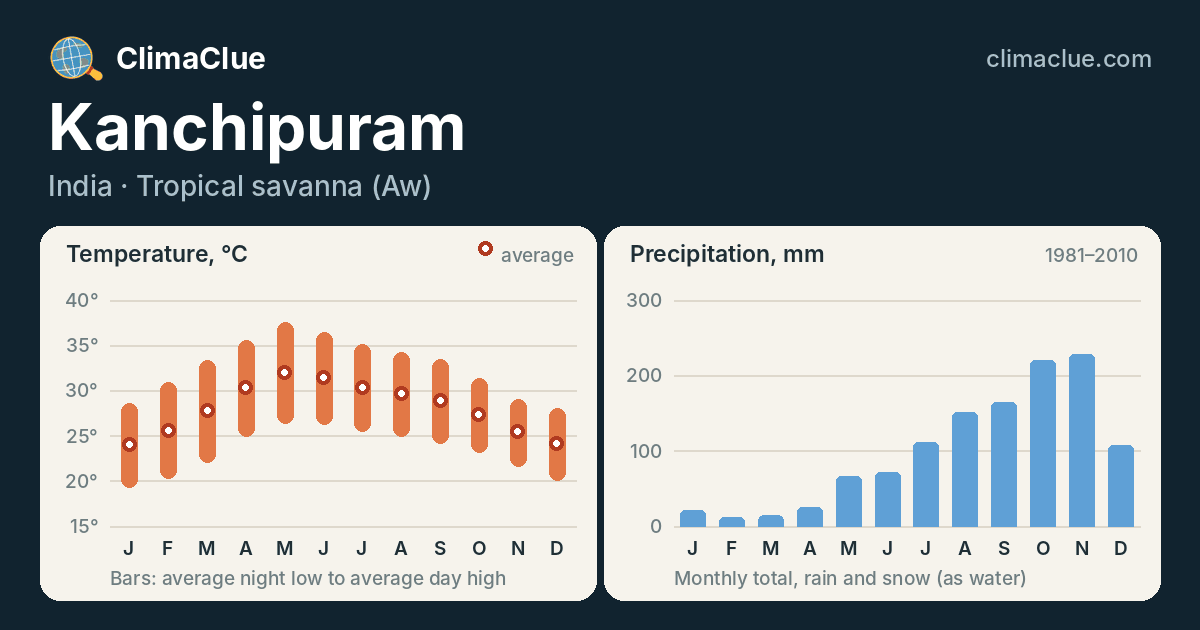 ClimaClue
climaclue.com
Kanchipuram
India · Tropical savanna (Aw)
Temperature, °C
average
40°
35°
30°
25°
20°
15°
J F M A M J J A S O N D
Bars: average night low to average day high
Precipitation, mm
1981–2010
300
200
100
0
J F M A M J J A S O N D
Monthly total, rain and snow (as water)